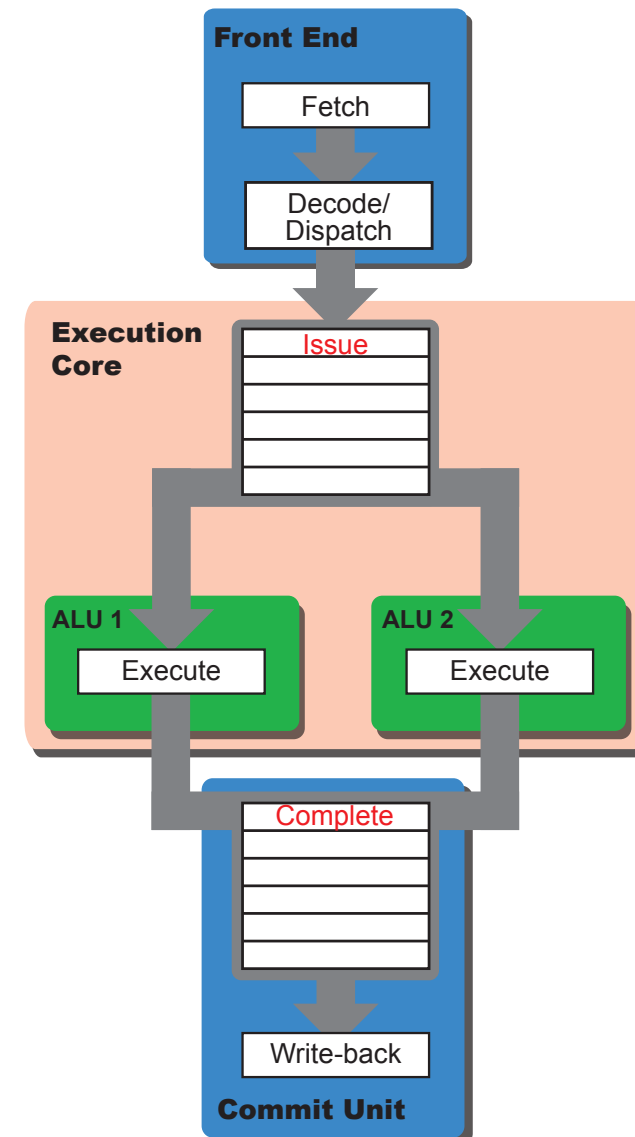 Front End
Fetch
Decode/
Dispatch
Execution
Core
Issue
ALU 1
Execute
ALU 2
Execute
Complete
Write-back
Commit Unit